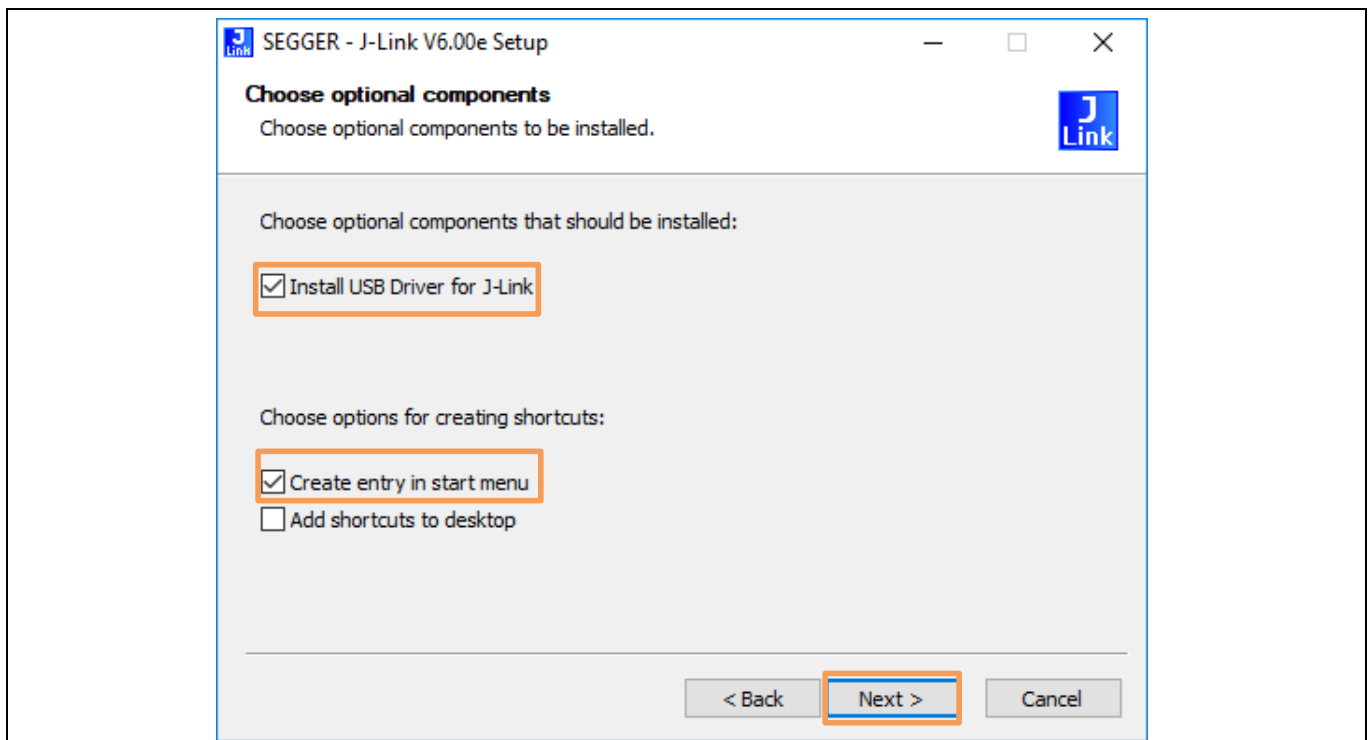 J
Link
SEGGER - J-Link V6.00e Setup
Choose optional components
Choose optional components to be installed.
J
Link
Choose optional components that should be installed:
Install USB Driver for J-Link
Choose options for creating shortcuts:
Create entry in start menu
Add shortcuts to desktop
< Back
Next >
Cancel